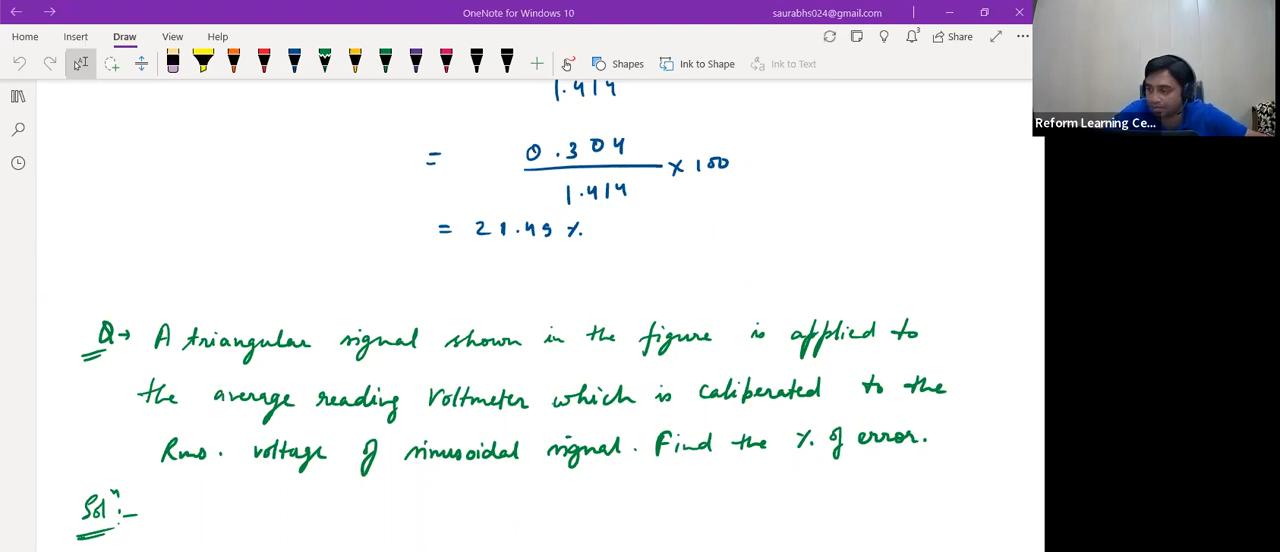 OneNote for Windows 10
saurabhs024@gmail.com
Home Insert Draw View Help
Share
Shapes
Ink to Shape
Ink to Text
Reform Learning Ce...
1.414
= 0.304
x 100
1.414
= 21.49 %
Q→ A triangular signal shown in the figure is applied to
the average reading Voltmeter which is caliberated to the
Rms. voltage of sinusoidal signal. Find the % of error.
Solⁿ:-